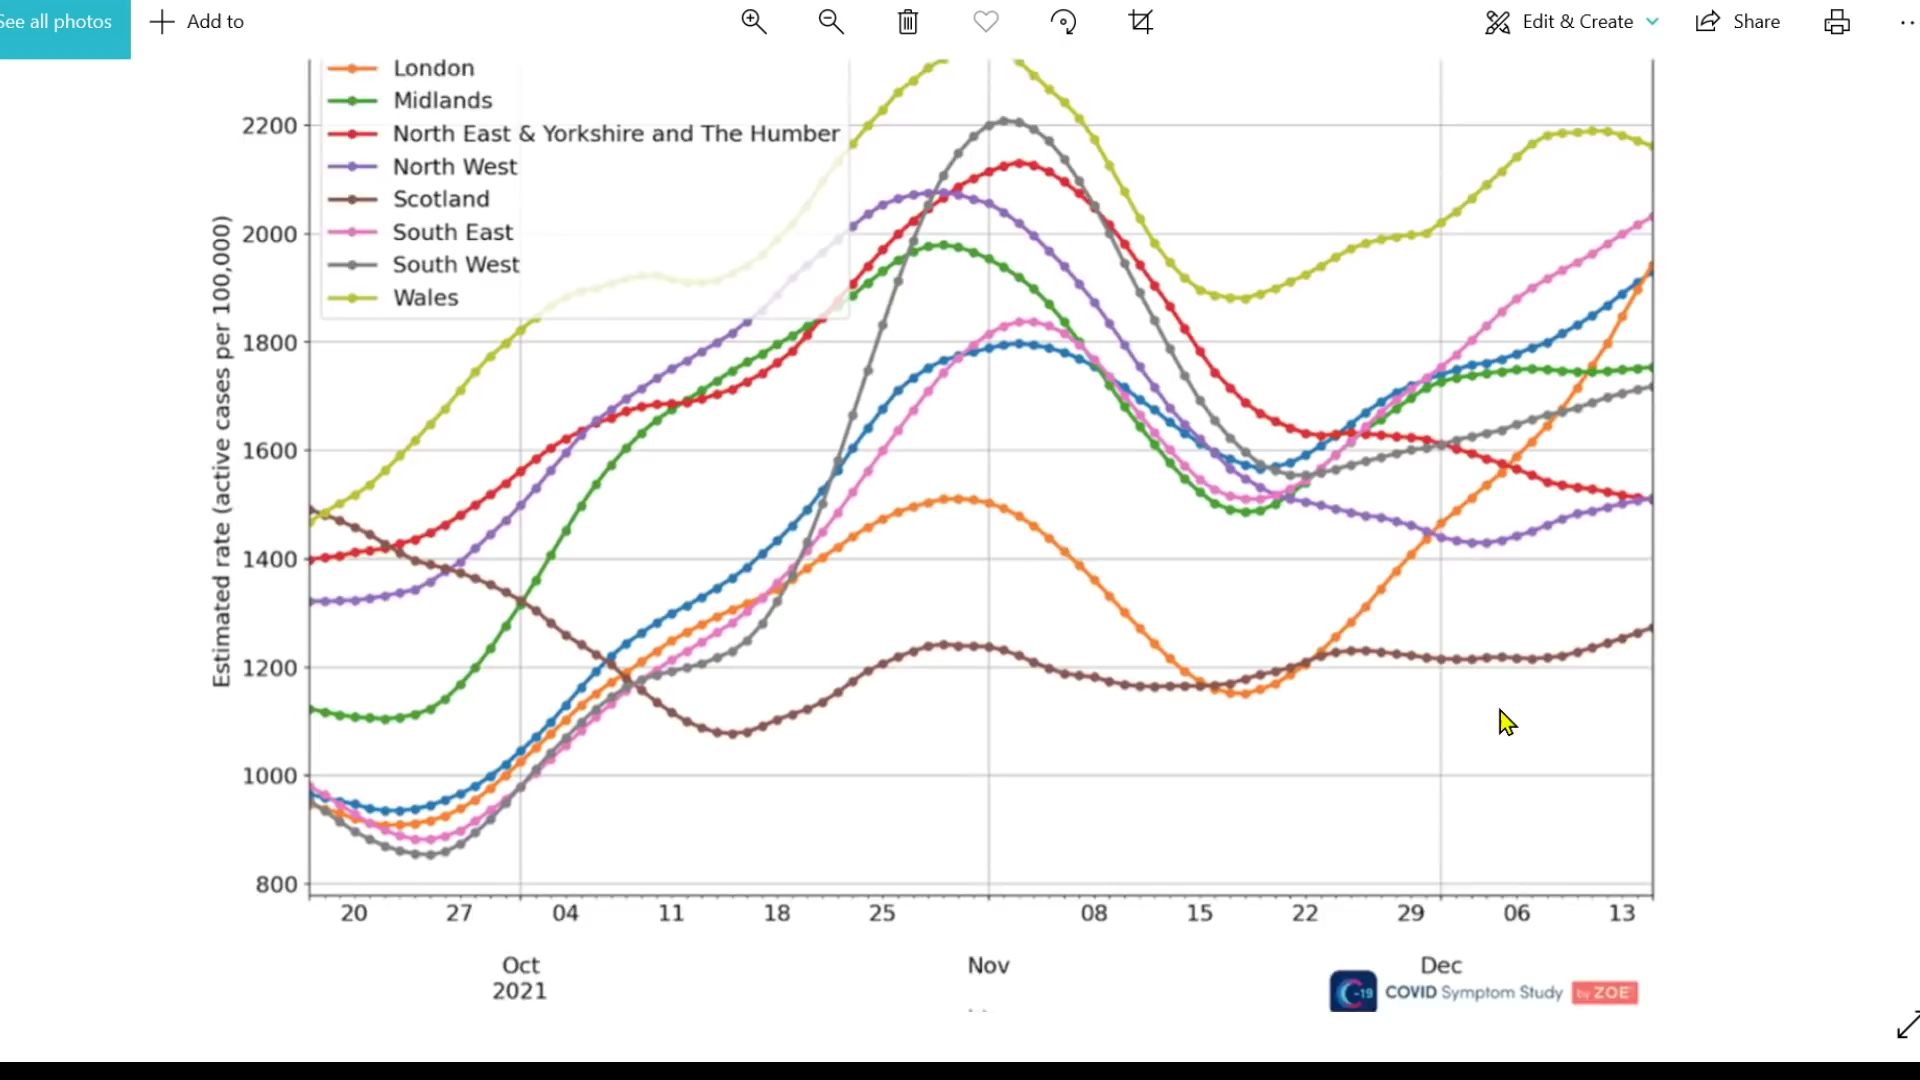 See all photos
Add to
Edit & Create
Share
London
Midlands
North East & Yorkshire and The Humber
North West
Scotland
South East
South West
Wales
Estimated rate (active cases per 100,000)
2200
2000
1800
1600
1400
1200
1000
800
20 27 04 11 18 25 08 15 22 29 06 13
Oct Nov Dec
2021
C-19 COVID Symptom Study by ZOE